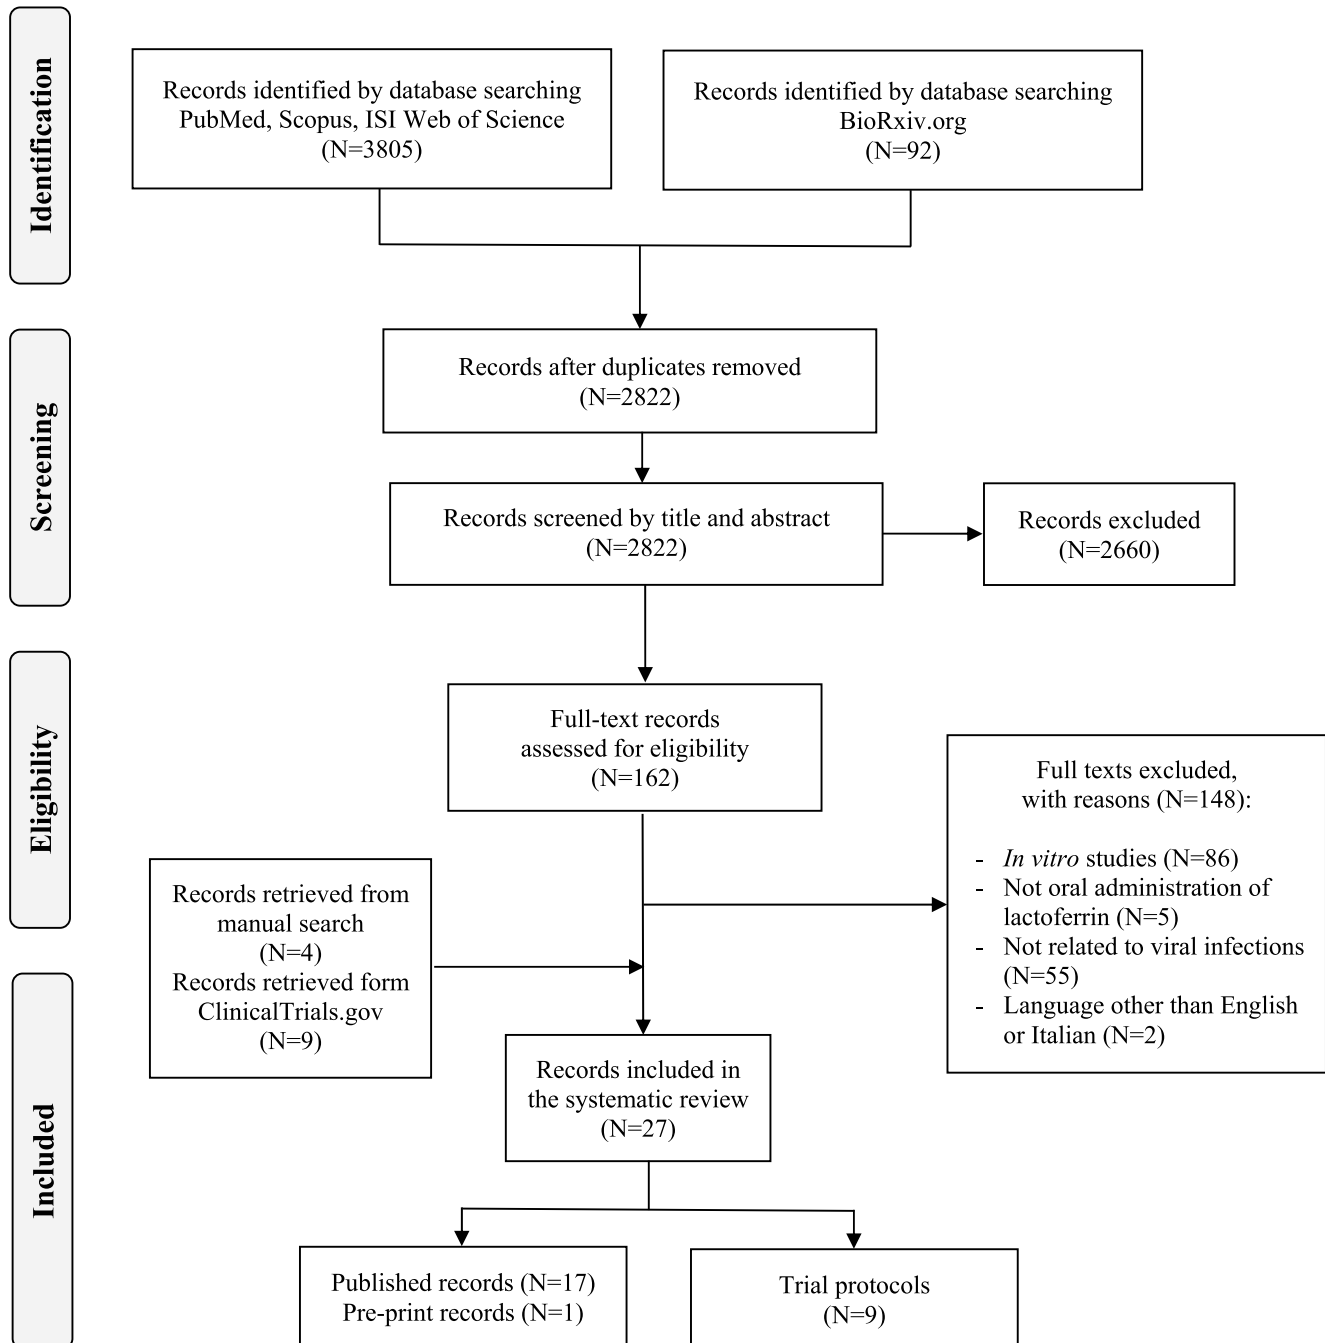 Identification
Records identified by database searching
PubMed, Scopus, ISI Web of Science
(N=3805)
Records identified by database searching
BioRxiv.org
(N=92)
Screening
Records after duplicates removed
(N=2822)
Records screened by title and abstract
(N=2822)
Records excluded
(N=2660)
Eligibility
Full-text records
assessed for eligibility
(N=162)
Full texts excluded,
with reasons (N=148):
- In vitro studies (N=86)
- Not oral administration of
lactoferrin (N=5)
- Not related to viral infections
(N=55)
- Language other than English
or Italian (N=2)
Records retrieved from
manual search
(N=4)
Records retrieved form
ClinicalTrials.gov
(N=9)
Included
Records included in
the systematic review
(N=27)
Published records (N=17)
Pre-print records (N=1)
Trial protocols
(N=9)